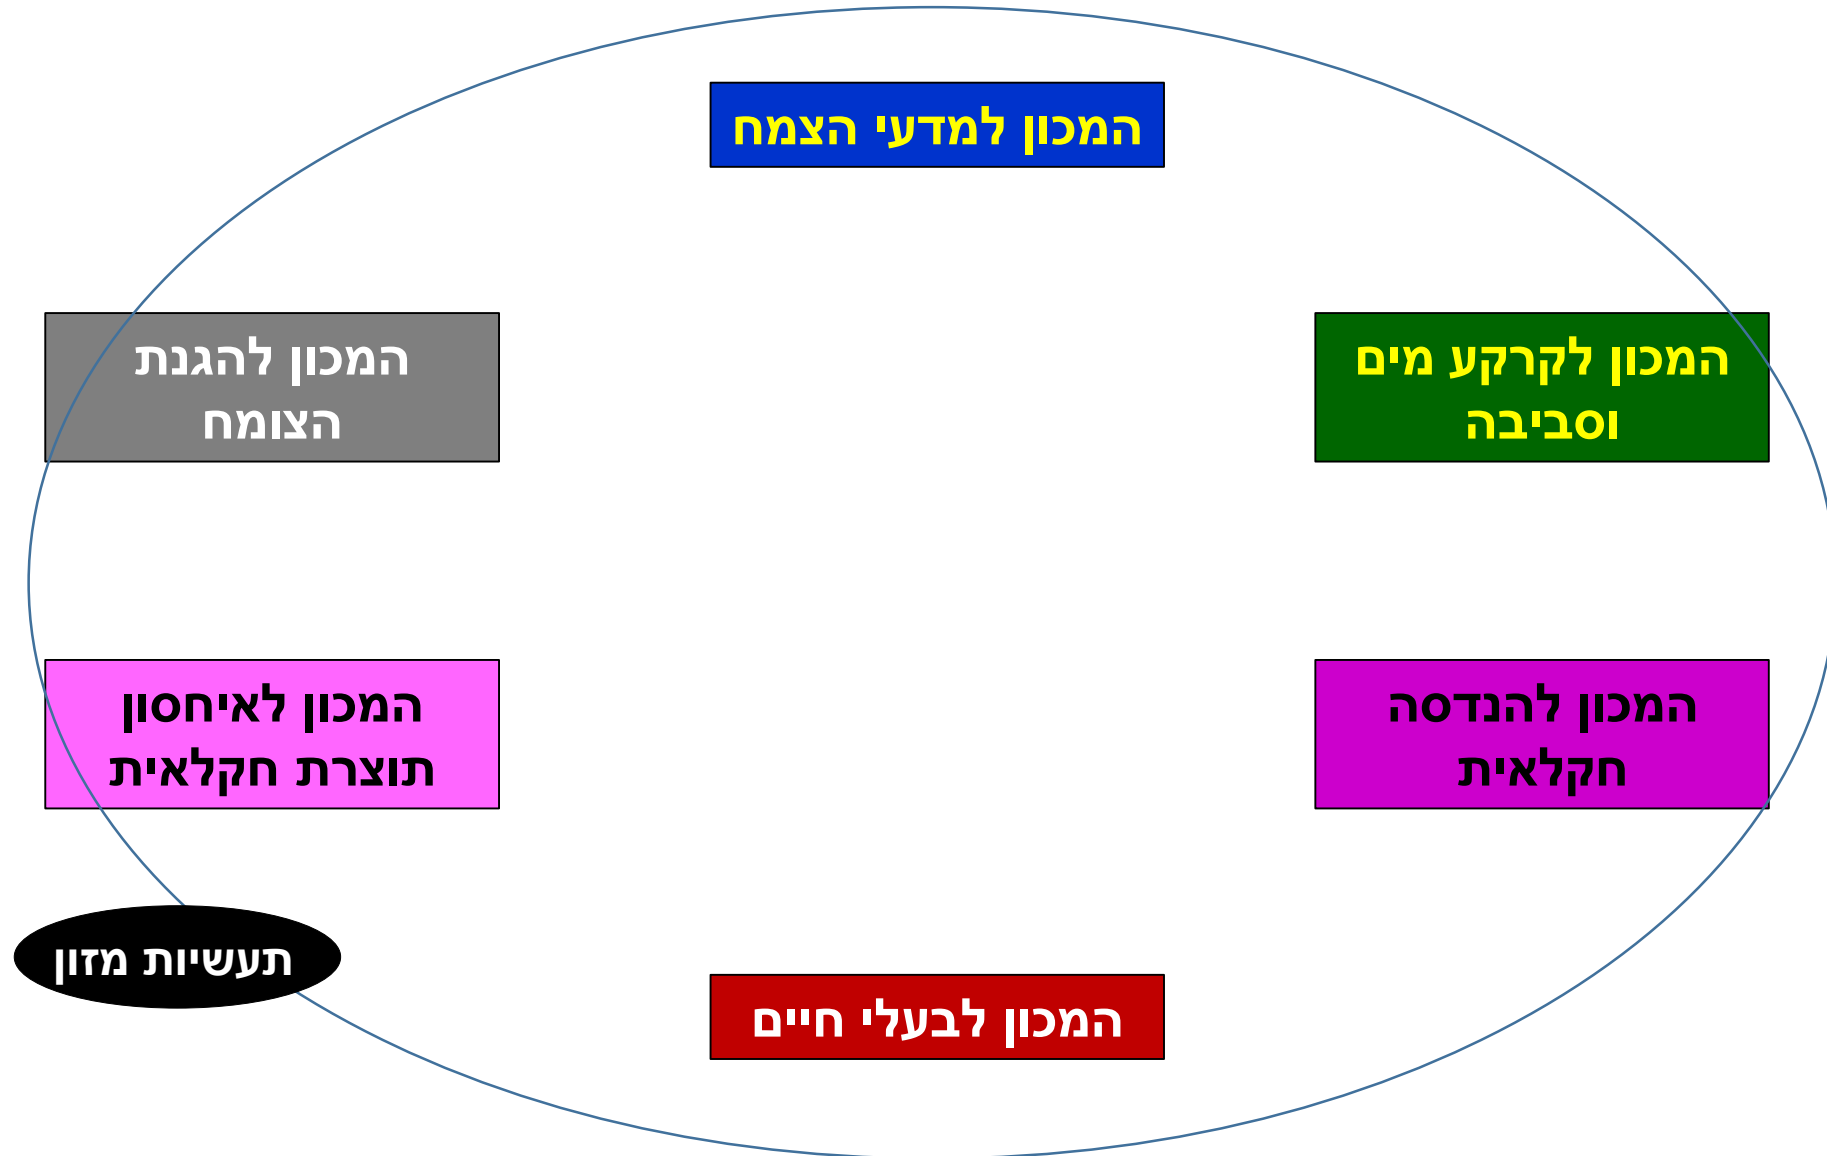 המכון למדעי הצמח
המכון לקרקע מים
וסביבה
המכון להגנת
הצומח
המכון להנדסה
חקלאית
המכון לאיחסון
תוצרת חקלאית
תעשיות מזון
המכון לבעלי חיים